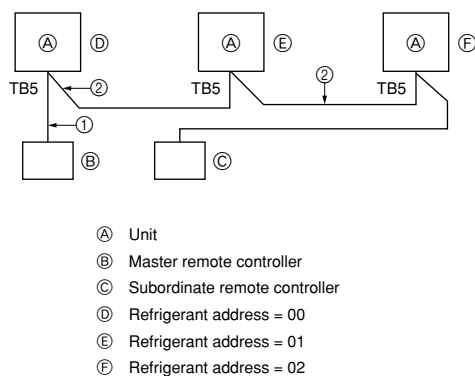 Ⓐ Ⓓ Ⓐ Ⓔ Ⓐ Ⓕ
TB5 ② TB5 ② TB5
①
Ⓑ Ⓒ
Ⓐ Unit
Ⓑ Master remote controller
Ⓒ Subordinate remote controller
Ⓓ Refrigerant address = 00
Ⓔ Refrigerant address = 01
Ⓕ Refrigerant address = 02